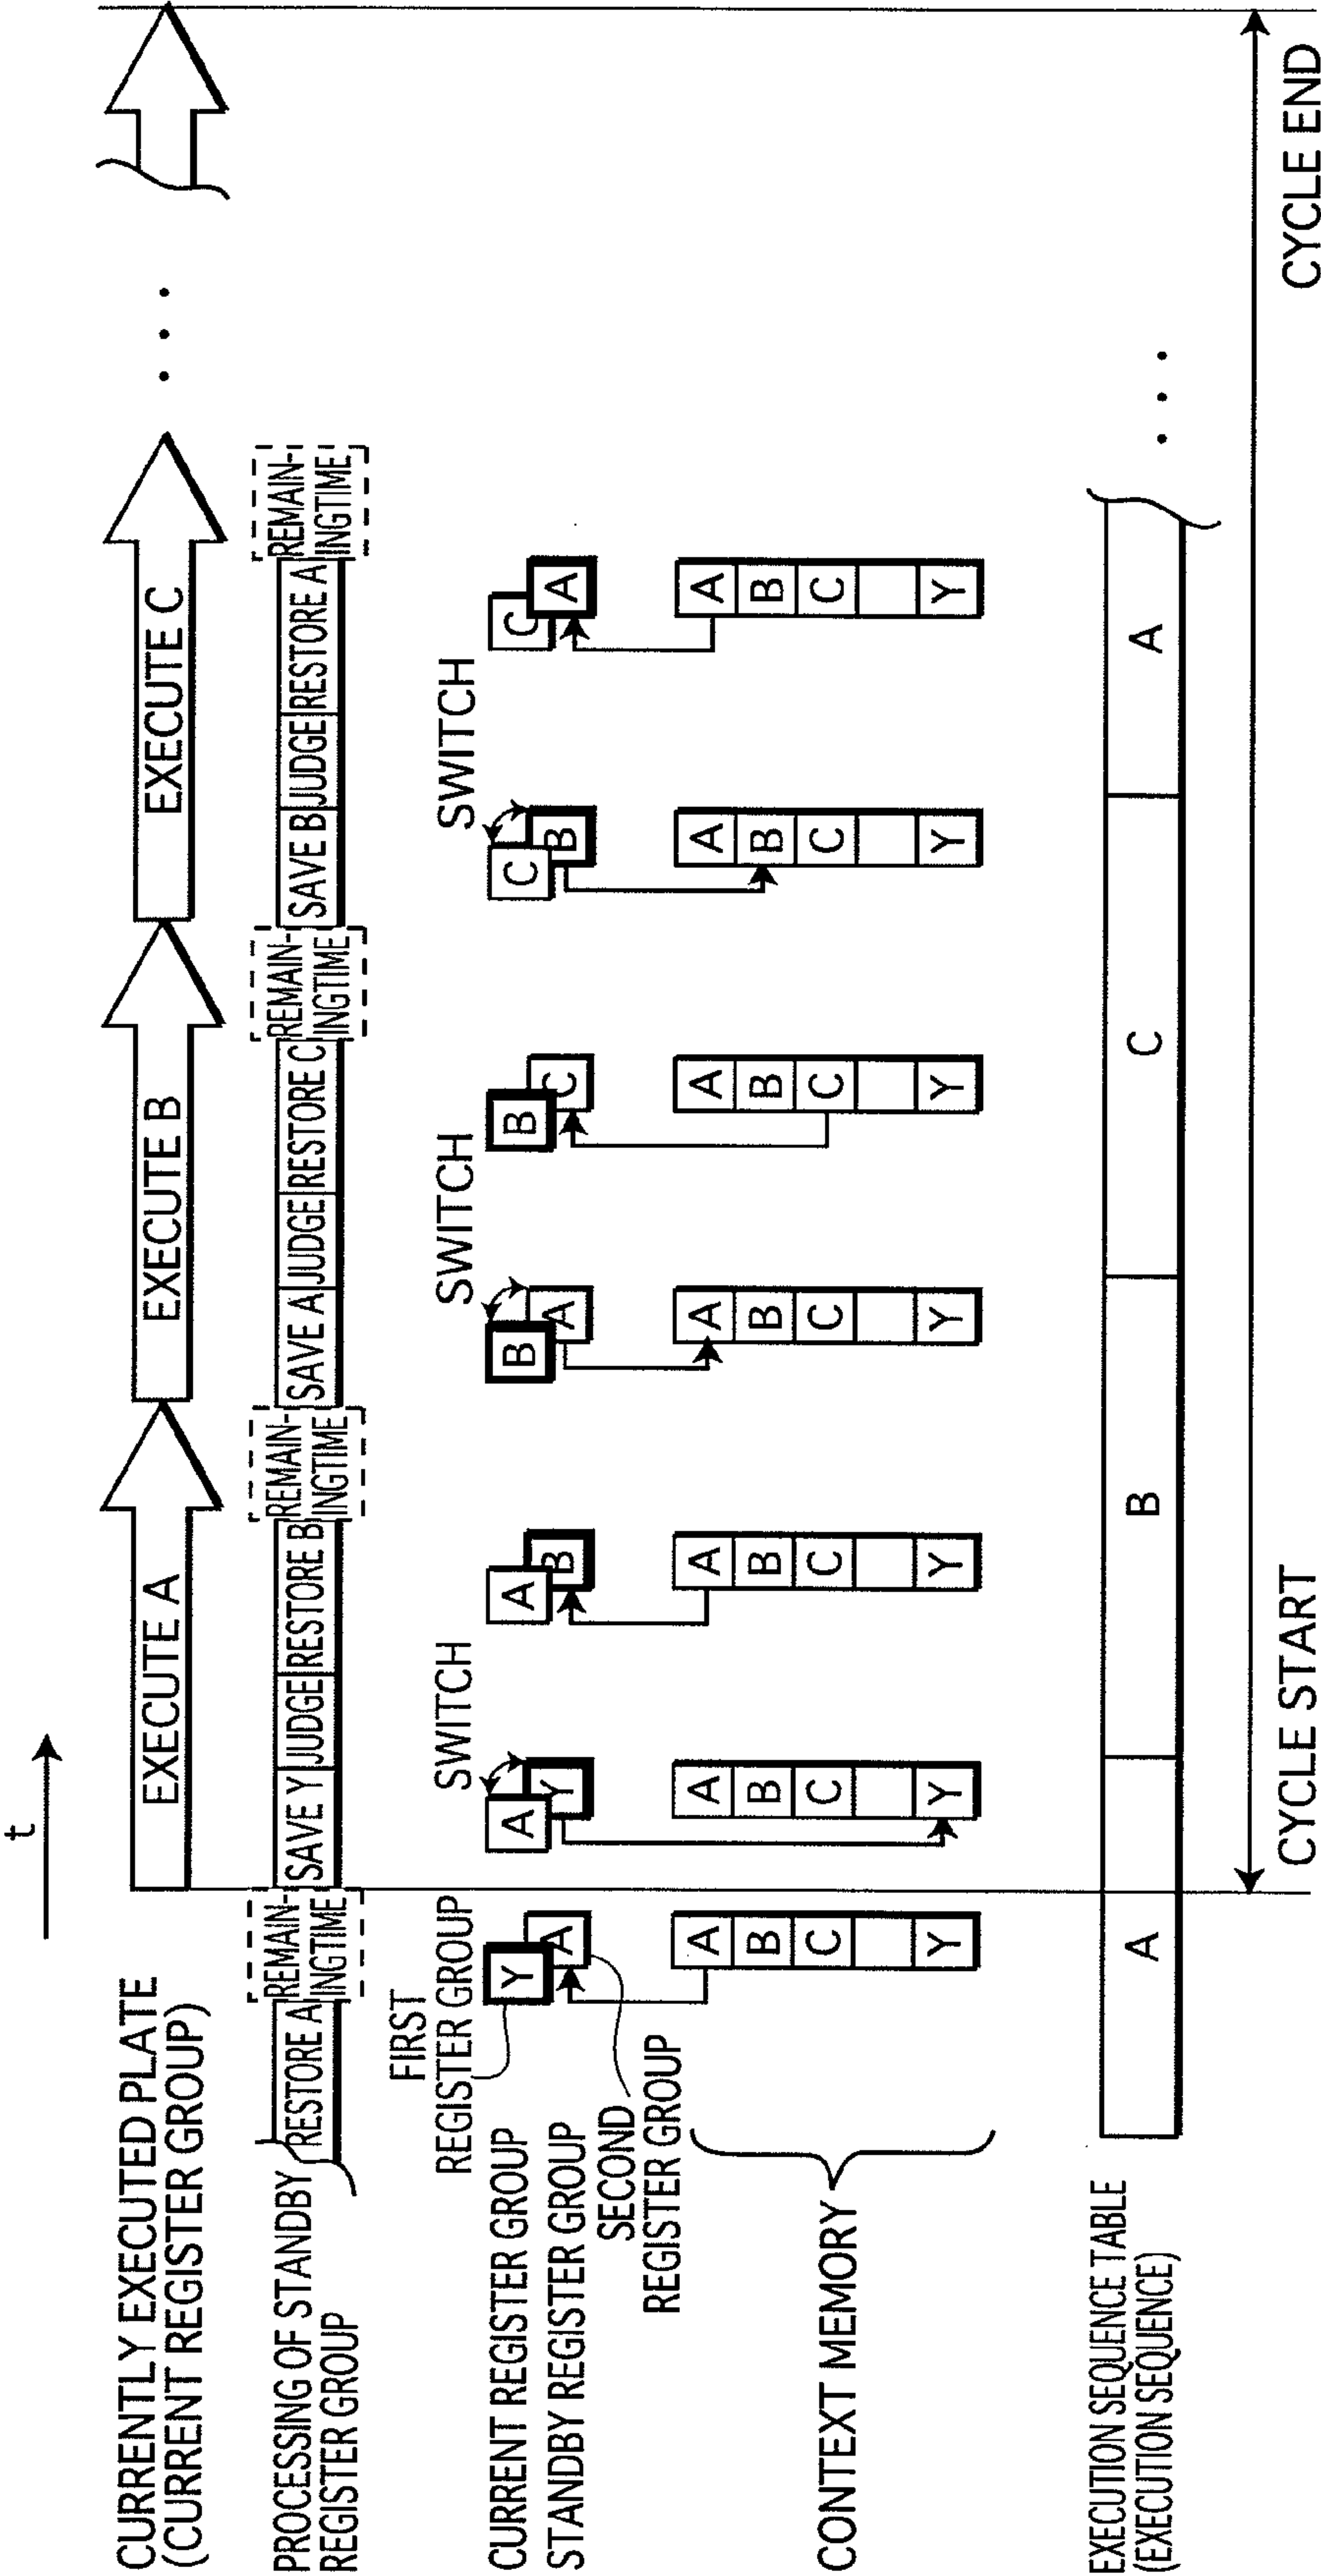 t
CURRENTLY EXECUTED PLATE
(CURRENT REGISTER GROUP)
EXECUTE A
EXECUTE B
EXECUTE C
PROCESSING OF STANDBY
REGISTER GROUP
RESTORE A
REMAIN-
INGTIME
SAVE Y
JUDGE
RESTORE B
REMAIN-
INGTIME
SAVE A
JUDGE
RESTORE C
REMAIN-
INGTIME
SAVE B
JUDGE
RESTORE A
REMAIN-
INGTIME
FIRST
REGISTER GROUP
SWITCH
SWITCH
SWITCH
CURRENT REGISTER GROUP
Y
A
A
B
B
C
C
STANDBY REGISTER GROUP
A
Y
B
A
C
B
A
SECOND
REGISTER GROUP
CONTEXT MEMORY
A
B
C
Y
A
B
C
Y
A
B
C
Y
A
B
C
Y
A
B
C
Y
A
B
C
Y
A
B
C
Y
EXECUTION SEQUENCE TABLE
(EXECUTION SEQUENCE)
A
B
C
A
CYCLE START
CYCLE END